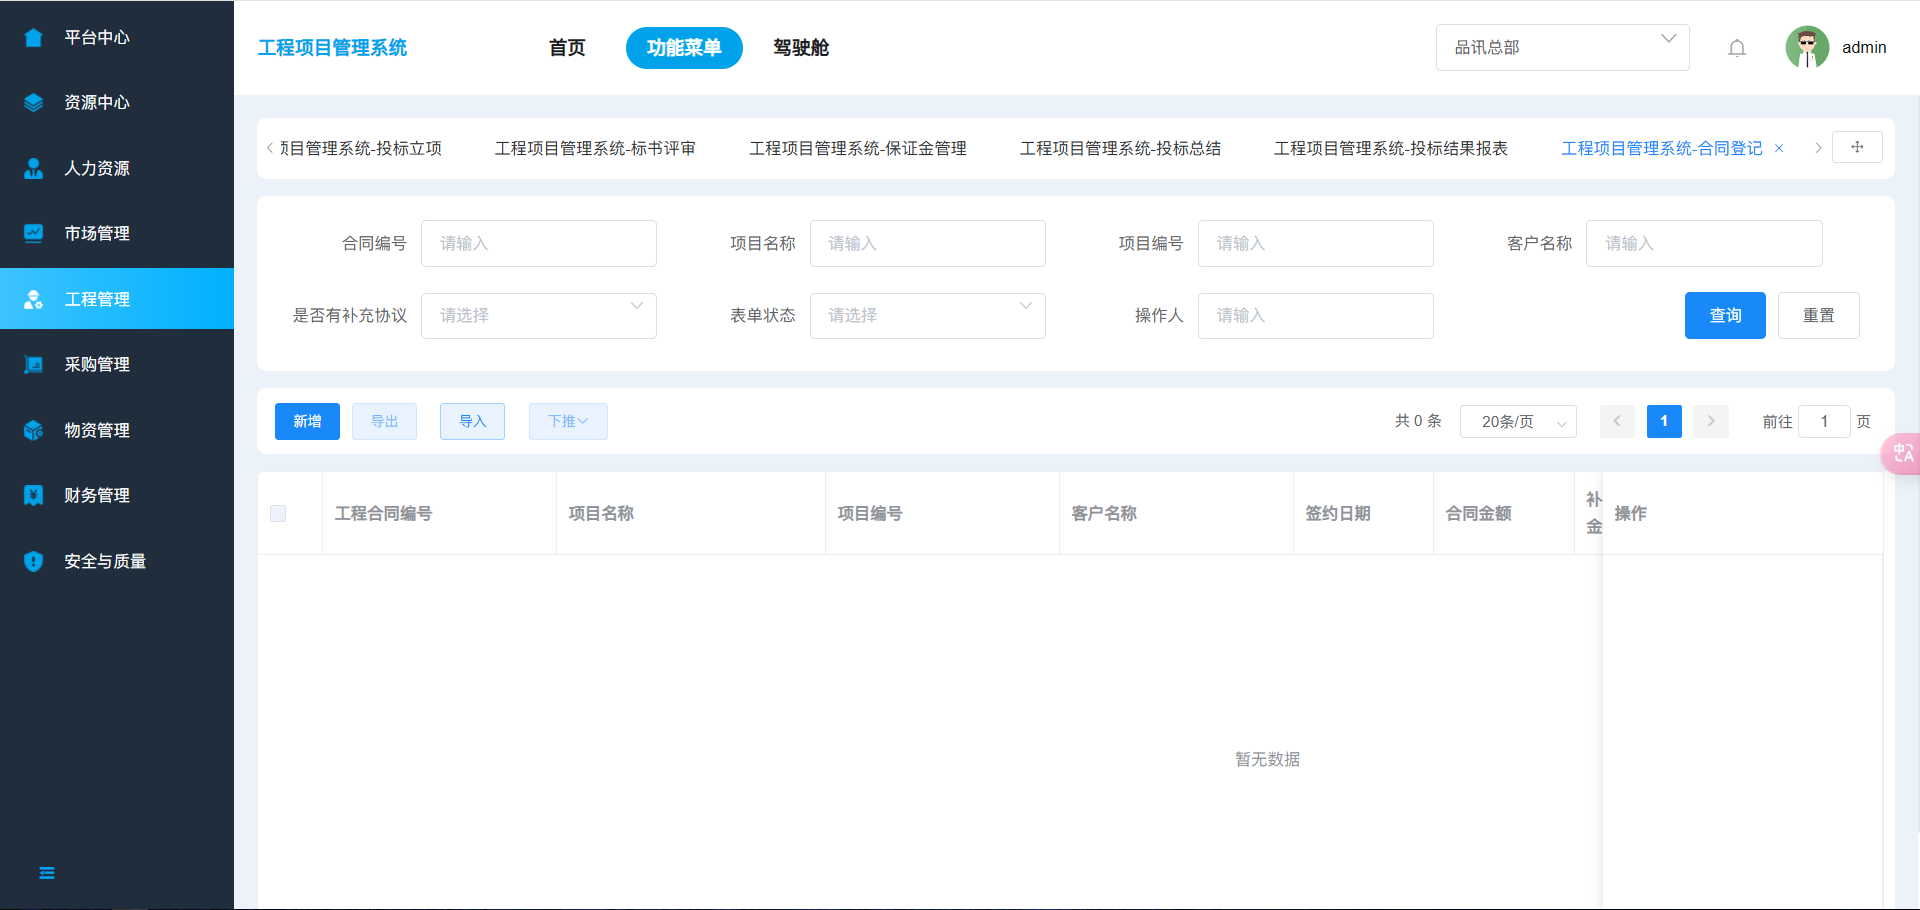 平台中心
资源中心
人力资源
市场管理
工程管理
采购管理
物资管理
财务管理
安全与质量
工程项目管理系统 首页 功能菜单 驾驶舱 品讯总部 admin
项目管理系统-投标立项 工程项目管理系统-标书评审 工程项目管理系统-保证金管理 工程项目管理系统-投标总结 工程项目管理系统-投标结果报表 工程项目管理系统-合同登记
合同编号 请输入 项目名称 请输入 项目编号 请输入 客户名称 请输入
是否有补充协议 请选择 表单状态 请选择 操作人 请输入 查询 重置
新增 导出 导入 下推 共 0 条 20条/页 1 前往 1 页
中A
工程合同编号 项目名称 项目编号 客户名称 签约日期 合同金额 补 操作
金
暂无数据